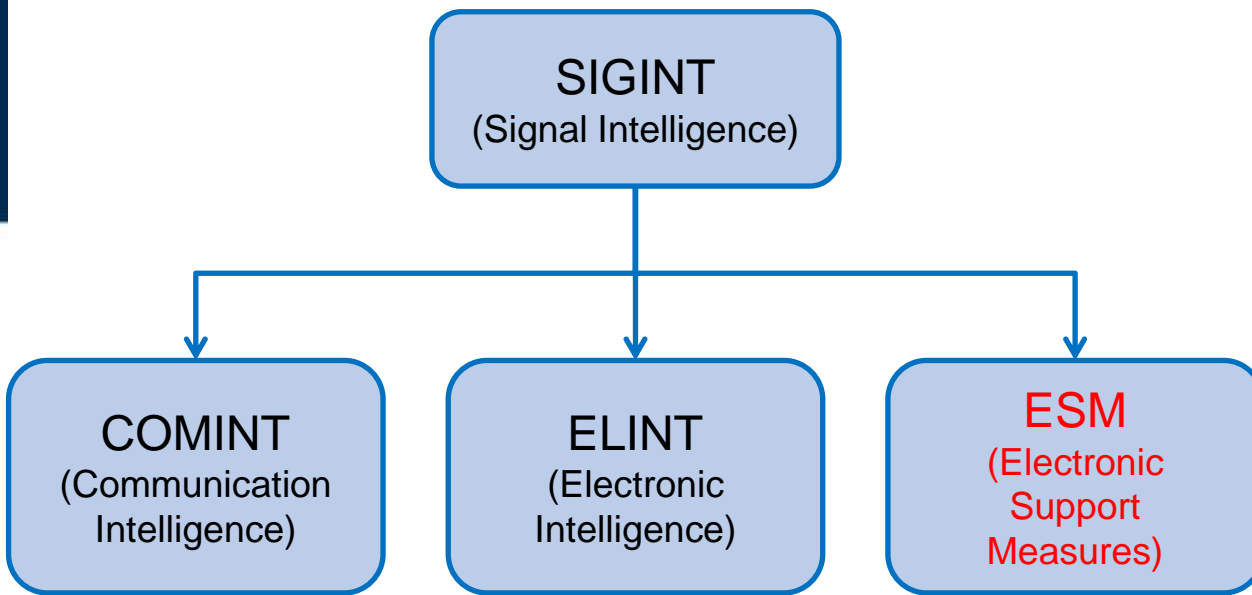 SIGINT
(Signal Intelligence)
COMINT
(Communication
Intelligence)
ELINT
(Electronic
Intelligence)
ESM
(Electronic
Support
Measures)